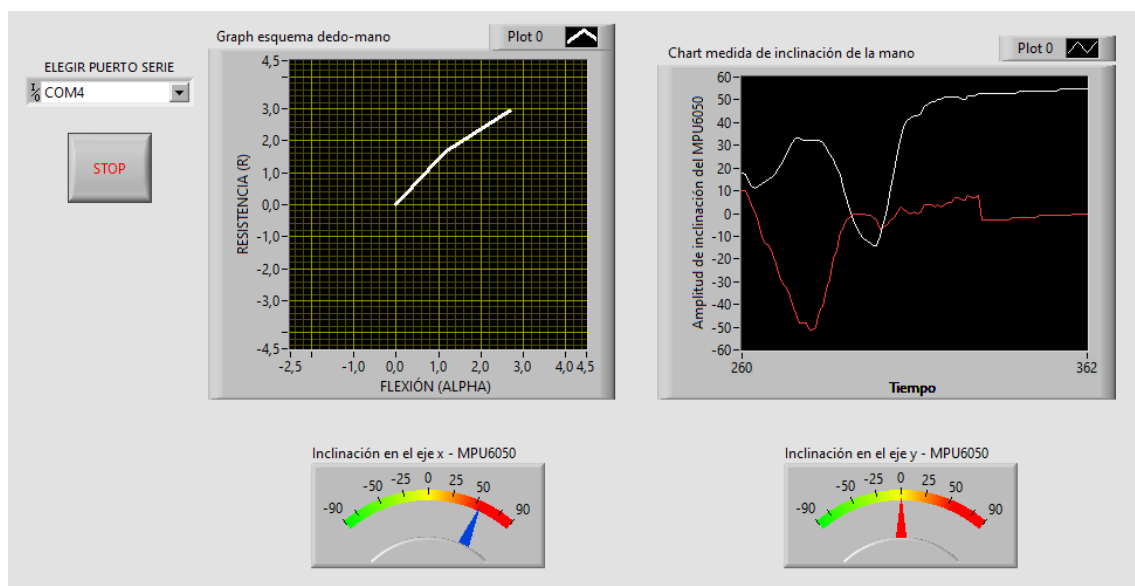 Graph esquema dedo-mano
Plot 0
ELEGIR PUERTO SERIE
I/O COM4
STOP
4,5
3,0
2,0
1,0
0,0
-1,0
-2,0
-3,0
-4,5
RESISTENCIA (R)
-2,5 -1,0 0,0 1,0 2,0 3,0 4,0 4,5
FLEXIÓN (ALPHA)
Chart medida de inclinación de la mano
Plot 0
60
50
40
30
20
10
0
-10
-20
-30
-40
-50
-60
Amplitud de inclinación del MPU6050
260 362
Tiempo
Inclinación en el eje x - MPU6050
-90 -50 -25 0 25 50 90
Inclinación en el eje y - MPU6050
-90 -50 -25 0 25 50 90